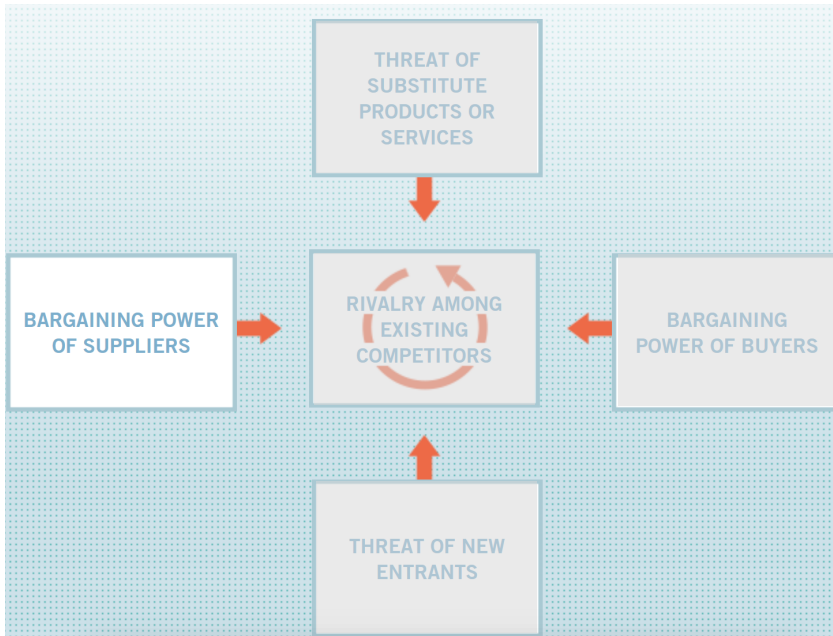 THREAT OF
SUBSTITUTE
PRODUCTS OR
SERVICES
BARGAINING POWER
OF SUPPLIERS
RIVALRY AMONG
EXISTING
COMPETITORS
BARGAINING
POWER OF BUYERS
THREAT OF NEW
ENTRANTS